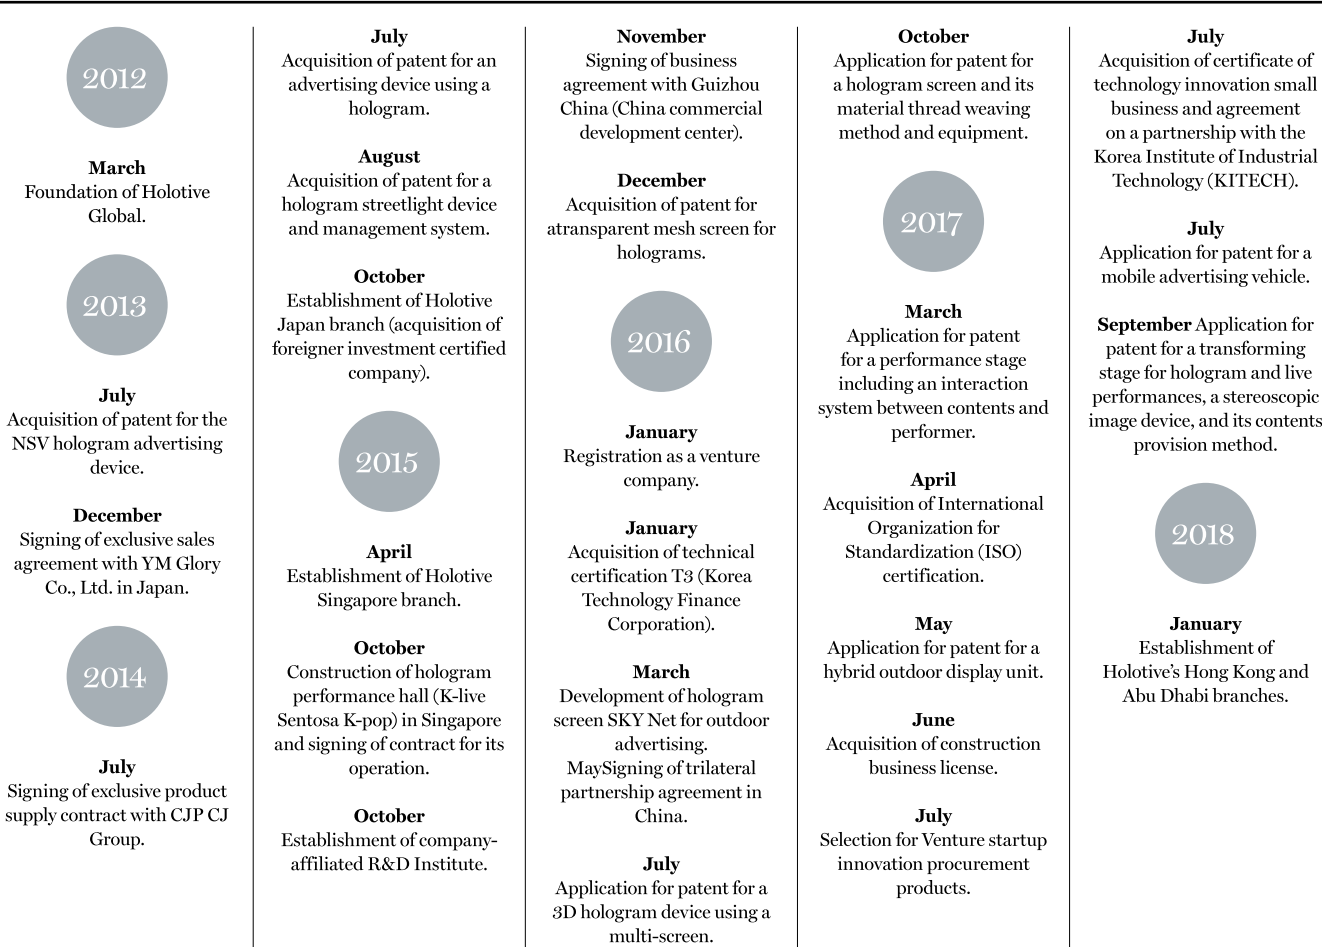 2012
March
Foundation of Holotive
Global.
2013
July
Acquisition of patent for the
NSV hologram advertising
device.
December
Signing of exclusive sales
agreement with YM Glory
Co., Ltd. in Japan.
2014
July
Signing of exclusive product
supply contract with CJP CJ
Group.
July
Acquisition of patent for an
advertising device using a
hologram.
August
Acquisition of patent for a
hologram streetlight device
and management system.
October
Establishment of Holotive
Japan branch (acquisition of
foreigner investment certified
company).
2015
April
Establishment of Holotive
Singapore branch.
October
Construction of hologram
performance hall (K-live
Sentosa K-pop) in Singapore
and signing of contract for its
operation.
October
Establishment of company-
affiliated R&D Institute.
November
Signing of business
agreement with Guizhou
China (China commercial
development center).
December
Acquisition of patent for
atransparent mesh screen for
holograms.
2016
January
Registration as a venture
company.
January
Acquisition of technical
certification T3 (Korea
Technology Finance
Corporation).
March
Development of hologram
screen SKY Net for outdoor
advertising.
MaySigning of trilateral
partnership agreement in
China.
July
Application for patent for a
3D hologram device using a
multi-screen.
October
Application for patent for
a hologram screen and its
material thread weaving
method and equipment.
2017
March
Application for patent
for a performance stage
including an interaction
system between contents and
performer.
April
Acquisition of International
Organization for
Standardization (ISO)
certification.
May
Application for patent for a
hybrid outdoor display unit.
June
Acquisition of construction
business license.
July
Selection for Venture startup
innovation procurement
products.
July
Acquisition of certificate of
technology innovation small
business and agreement
on a partnership with the
Korea Institute of Industrial
Technology (KITECH).
July
Application for patent for a
mobile advertising vehicle.
September Application for
patent for a transforming
stage for hologram and live
performances, a stereoscopic
image device, and its contents
provision method.
2018
January
Establishment of
Holotive's Hong Kong and
Abu Dhabi branches.